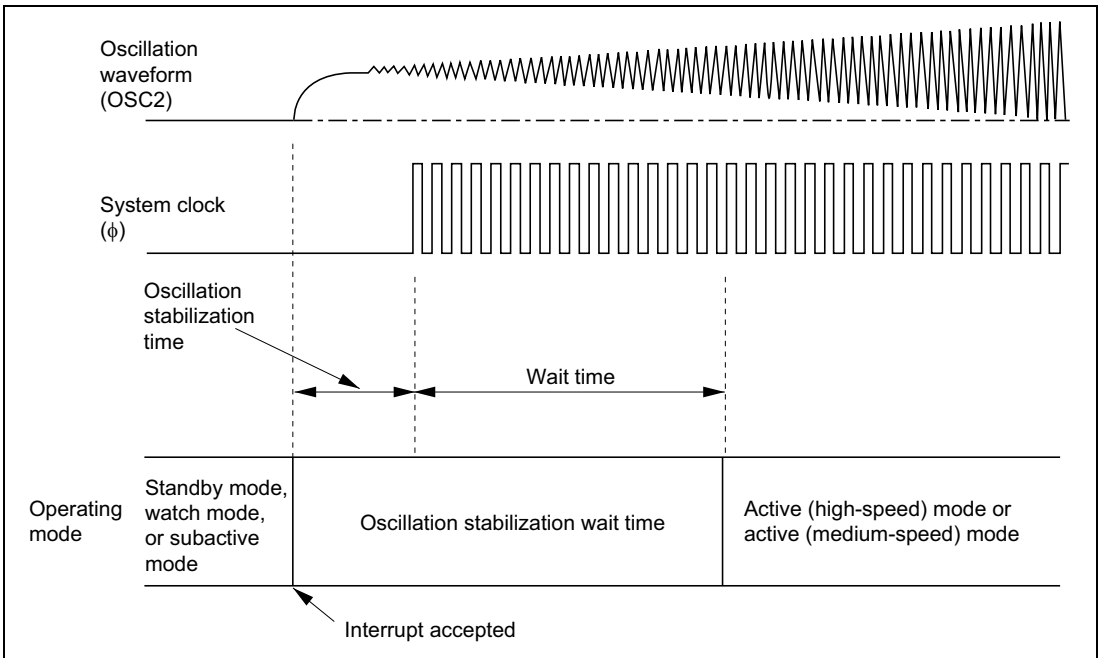 Oscillation
waveform
(OSC2)
System clock
(ϕ)
Oscillation
stabilization
time
Wait time
Operating
mode
Standby mode,
watch mode,
or subactive
mode
Oscillation stabilization wait time
Active (high-speed) mode or
active (medium-speed) mode
Interrupt accepted